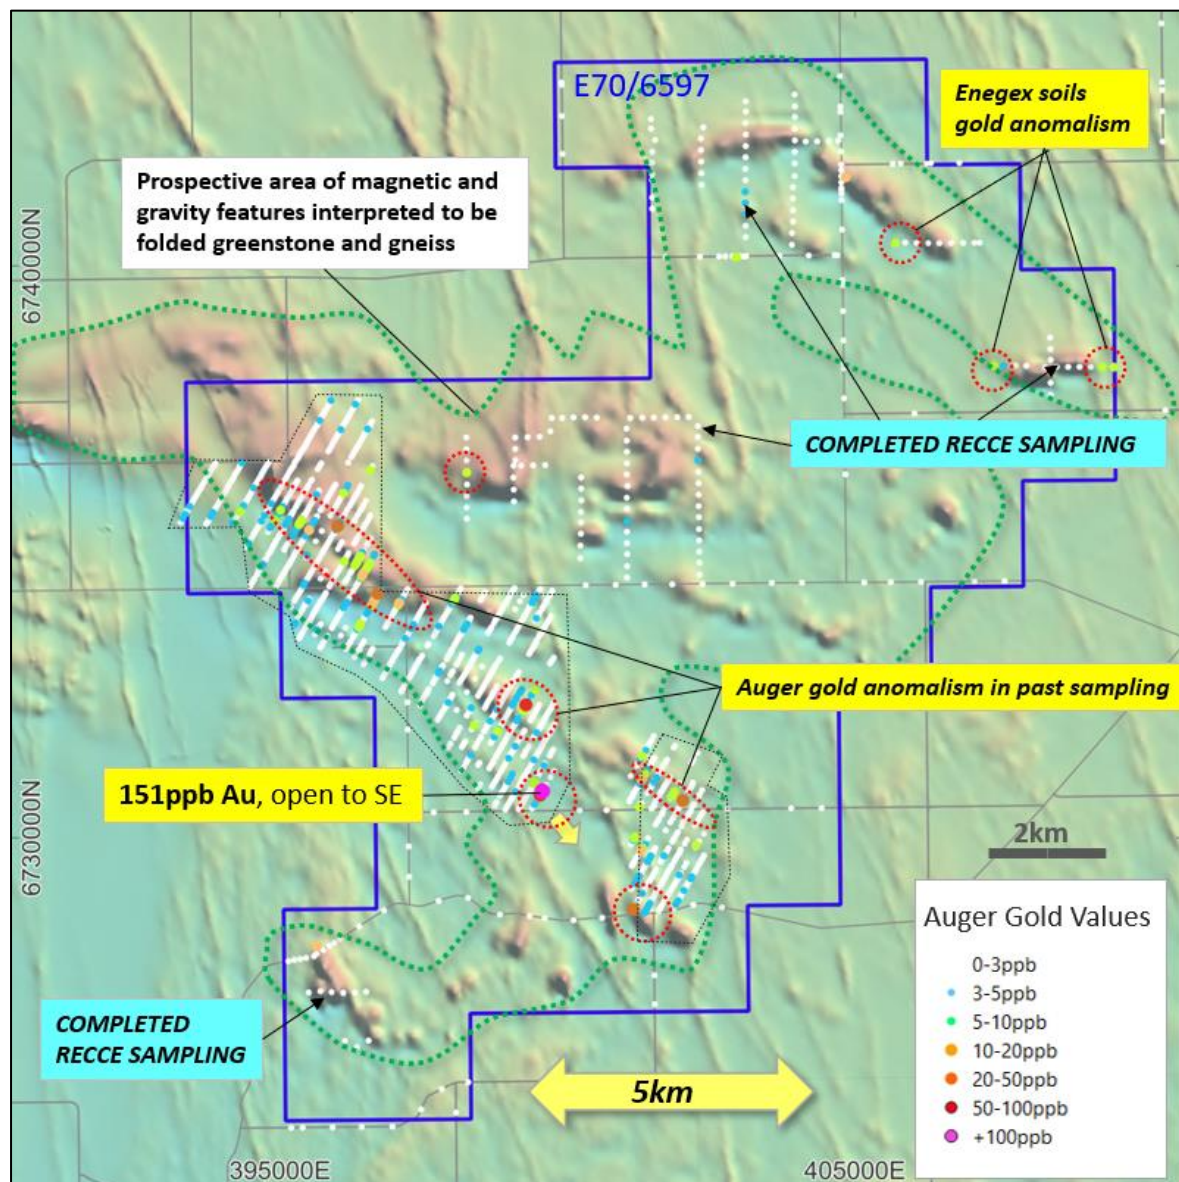 E70/6597
Enegex soils
gold anomalism
Prospective area of magnetic and
gravity features interpreted to be
folded greenstone and gneiss
6740000N
COMPLETED RECCE SAMPLING
Auger gold anomalism in past sampling
151ppb Au, open to SE
6730000N
2km
Auger Gold Values
0-3ppb
3-5ppb
5-10ppb
10-20ppb
20-50ppb
50-100ppb
+100ppb
COMPLETED
RECCE SAMPLING
5km
395000E
405000E